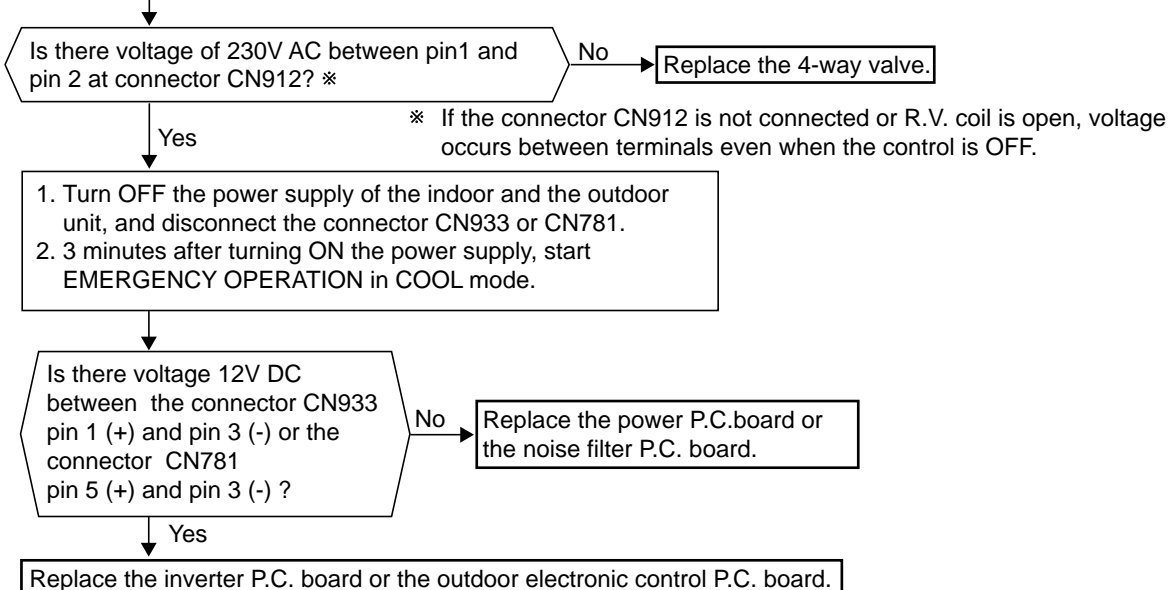 Is there voltage of 230V AC between pin1 and
pin 2 at connector CN912? ※
No
Replace the 4-way valve.
※ If the connector CN912 is not connected or R.V. coil is open, voltage
occurs between terminals even when the control is OFF.
Yes
1. Turn OFF the power supply of the indoor and the outdoor
unit, and disconnect the connector CN933 or CN781.
2. 3 minutes after turning ON the power supply, start
EMERGENCY OPERATION in COOL mode.
Is there voltage 12V DC
between the connector CN933
pin 1 (+) and pin 3 (-) or the
connector CN781
pin 5 (+) and pin 3 (-) ?
No
Replace the power P.C.board or
the noise filter P.C. board.
Yes
Replace the inverter P.C. board or the outdoor electronic control P.C. board.